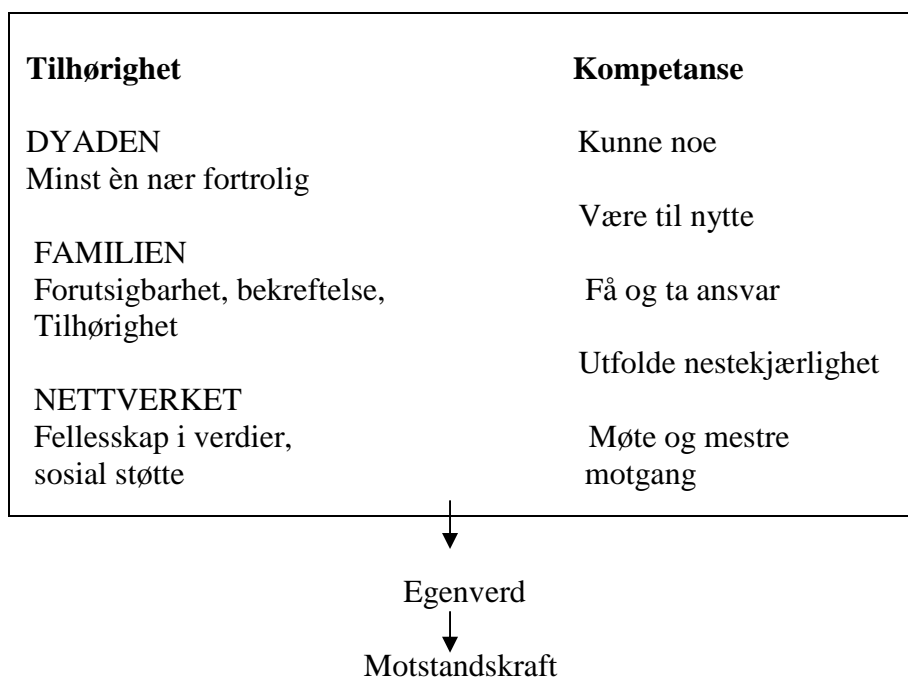 Tilhørighet
DYADEN
Minst èn nær fortrolig
FAMILIEN
Forutsigbarhet, bekreftelse,
Tilhørighet
NETTVERKET
Fellesskap i verdier,
sosial støtte
Kompetanse
Kunne noe
Være til nytte
Få og ta ansvar
Utfolde nestekjærlighet
Møte og mestre
motgang
Egenverd
Motstandskraft